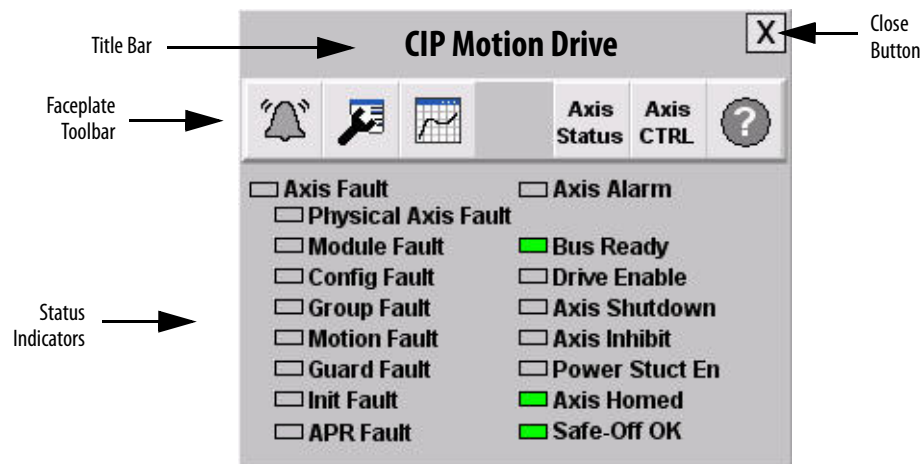 Title Bar
CIP Motion Drive
X
Close
Button
Faceplate
Toolbar
Axis
Status
Axis
CTRL
?
Axis Fault
Physical Axis Fault
Module Fault
Config Fault
Group Fault
Motion Fault
Guard Fault
Init Fault
APR Fault
Axis Alarm
Bus Ready
Drive Enable
Axis Shutdown
Axis Inhibit
Power Stuct En
Axis Homed
Safe-Off OK
Status
Indicators